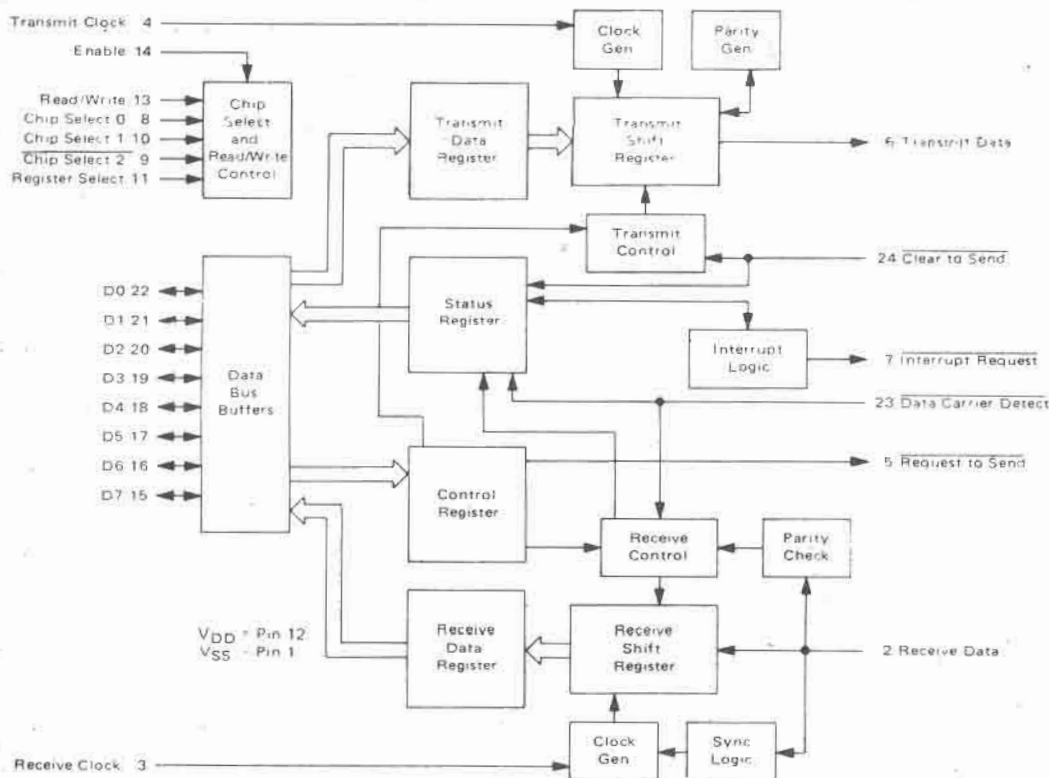 Transmit Clock 4
Clock
Gen
Parity
Gen
Enable 14
Read/Write 13
Chip Select 0 8
Chip Select 1 10
Chip Select 2 9
Register Select 11
Chip
Select
and
Read/Write
Control
Transmit
Data
Register
Transmit
Shift
Register
6 Transmit Data
Transmit
Control
24 Clear to Send
D0 22
D1 21
D2 20
D3 19
D4 18
D5 17
D6 16
D7 15
Data
Bus
Buffers
Status
Register
Interrupt
Logic
7 Interrupt Request
23 Data Carrier Detect
5 Request to Send
Control
Register
Receive
Control
Parity
Check
VDD = Pin 12
VSS - Pin 1
Receive
Data
Register
Receive
Shift
Register
2 Receive Data
Clock
Gen
Sync
Logic
Receive Clock 3